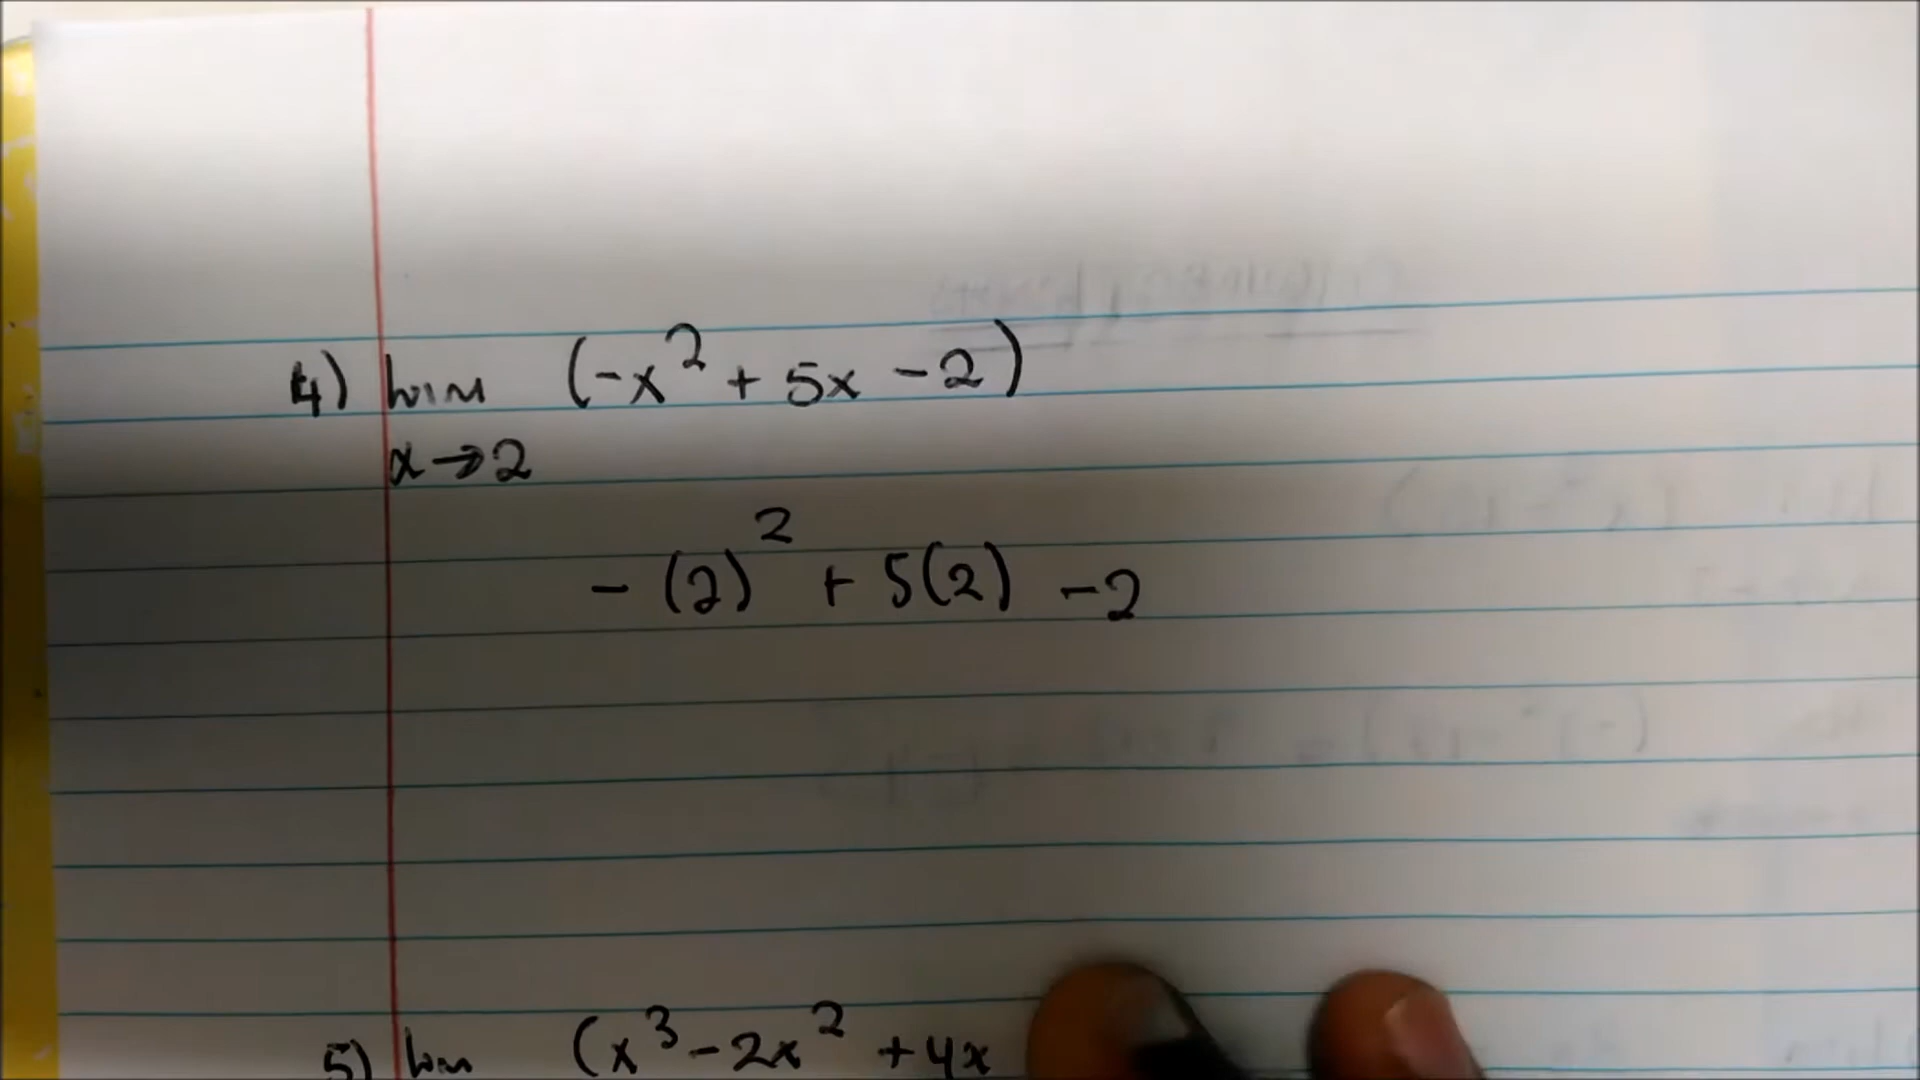 4) lim (-x² + 5x - 2)
x→2
- (2)² + 5(2) - 2
5) lim (x³ - 2x² + 4x